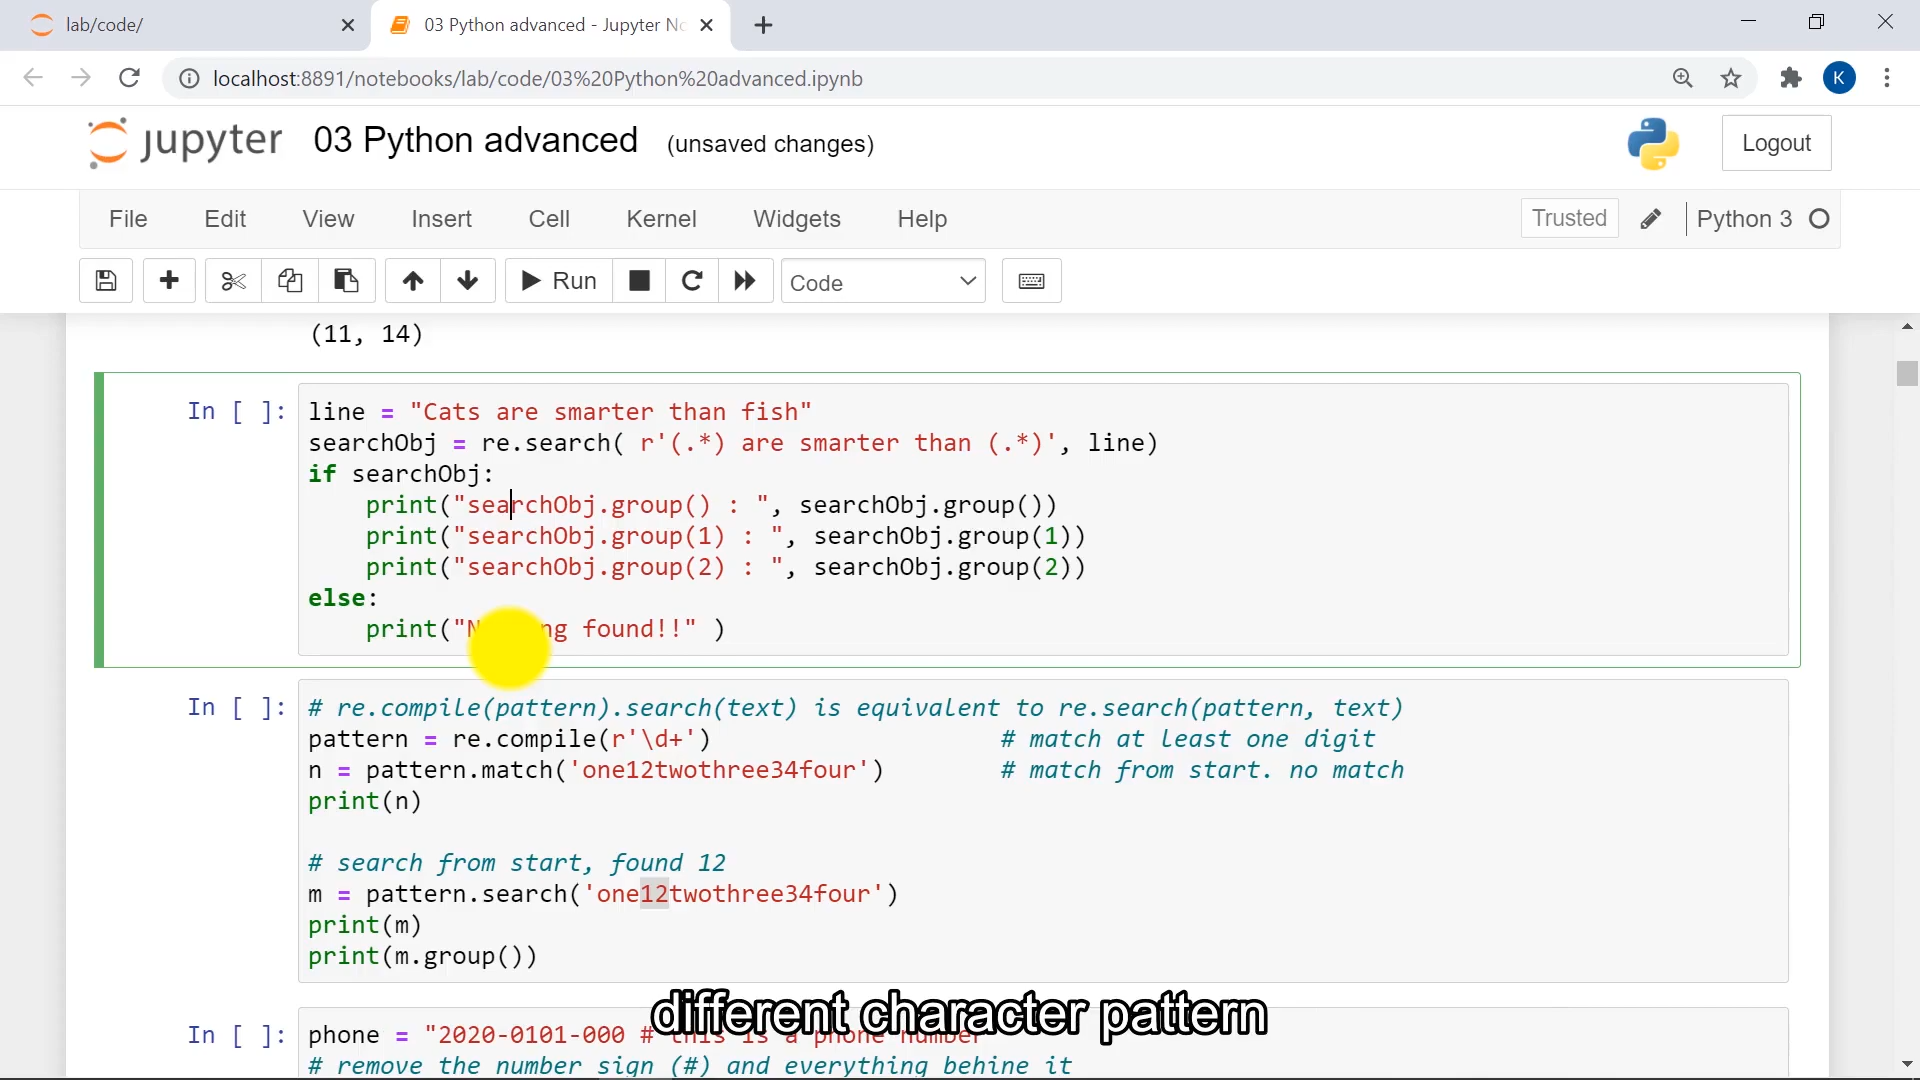 lab/code/
03 Python advanced - Jupyter No
localhost:8891/notebooks/lab/code/03%20Python%20advanced.ipynb
K
jupyter 03 Python advanced (unsaved changes)
Logout
File Edit View Insert Cell Kernel Widgets Help
Trusted Python 3
Run Code
(11, 14)
In [ ]: line = "Cats are smarter than fish"
searchObj = re.search( r'(.*) are smarter than (.*)', line)
if searchObj:
    print("searchObj.group() : ", searchObj.group())
    print("searchObj.group(1) : ", searchObj.group(1))
    print("searchObj.group(2) : ", searchObj.group(2))
else:
    print("N   ng found!!" )
In [ ]: # re.compile(pattern).search(text) is equivalent to re.search(pattern, text)
pattern = re.compile(r'\d+')                    # match at least one digit
n = pattern.match('one12twothree34four')        # match from start. no match
print(n)
# search from start, found 12
m = pattern.search('one12twothree34four')
print(m)
print(m.group())
different character pattern
In [ ]: phone = "2020-0101-000 # this is a phone number
# remove the number sign (#) and everything behine it